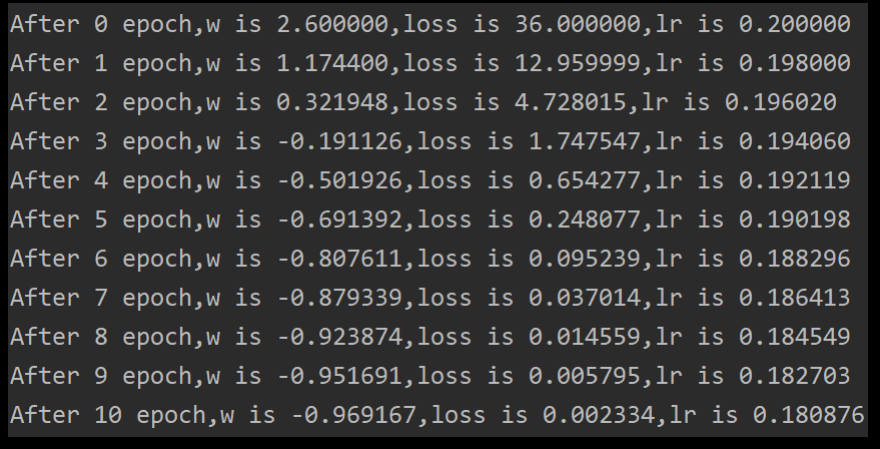 After 0 epoch,w is 2.600000,loss is 36.000000,lr is 0.200000
After 1 epoch,w is 1.174400,loss is 12.959999,lr is 0.198000
After 2 epoch,w is 0.321948,loss is 4.728015,lr is 0.196020
After 3 epoch,w is -0.191126,loss is 1.747547,lr is 0.194060
After 4 epoch,w is -0.501926,loss is 0.654277,lr is 0.192119
After 5 epoch,w is -0.691392,loss is 0.248077,lr is 0.190198
After 6 epoch,w is -0.807611,loss is 0.095239,lr is 0.188296
After 7 epoch,w is -0.879339,loss is 0.037014,lr is 0.186413
After 8 epoch,w is -0.923874,loss is 0.014559,lr is 0.184549
After 9 epoch,w is -0.951691,loss is 0.005795,lr is 0.182703
After 10 epoch,w is -0.969167,loss is 0.002334,lr is 0.180876